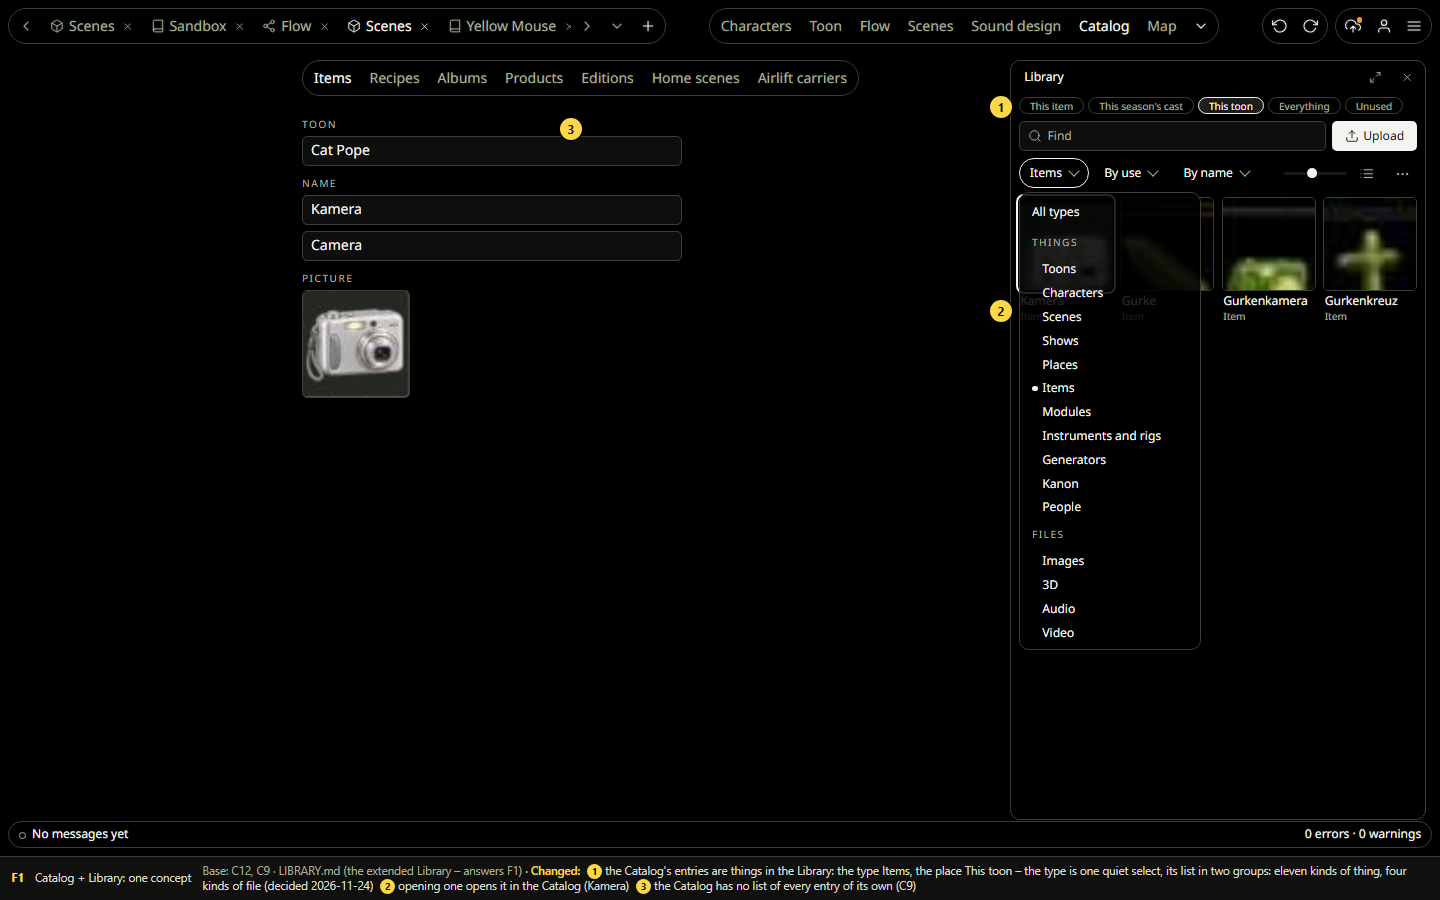 Scenes × Sandbox × Flow × Scenes × Yellow Mouse ×
Characters Toon Flow Scenes Sound design Catalog Map
Items Recipes Albums Products Editions Home scenes Airlift carriers
TOON
3
Cat Pope
NAME
Kamera
Camera
PICTURE
Library
1
This item This season's cast This toon Everything Unused
Find
Upload
Items By use By name
All types
THINGS
Toons
Characters
Scenes
Shows
Places
Items
Modules
Instruments and rigs
Generators
Kanon
People
FILES
Images
3D
Audio
Video
2
Kamera
Item
Gurke
Item
Gurkenkamera
Item
Gurkenkreuz
Item
No messages yet
0 errors · 0 warnings
F1 Catalog + Library: one concept
Base: C12, C9 · LIBRARY.md (the extended Library – answers F1) · Changed: 1 the Catalog's entries are things in the Library: the type Items, the place This toon – the type is one quiet select, its list in two groups: eleven kinds of thing, four
kinds of file (decided 2026-11-24) 2 opening one opens it in the Catalog (Kamera) 3 the Catalog has no list of every entry of its own (C9)